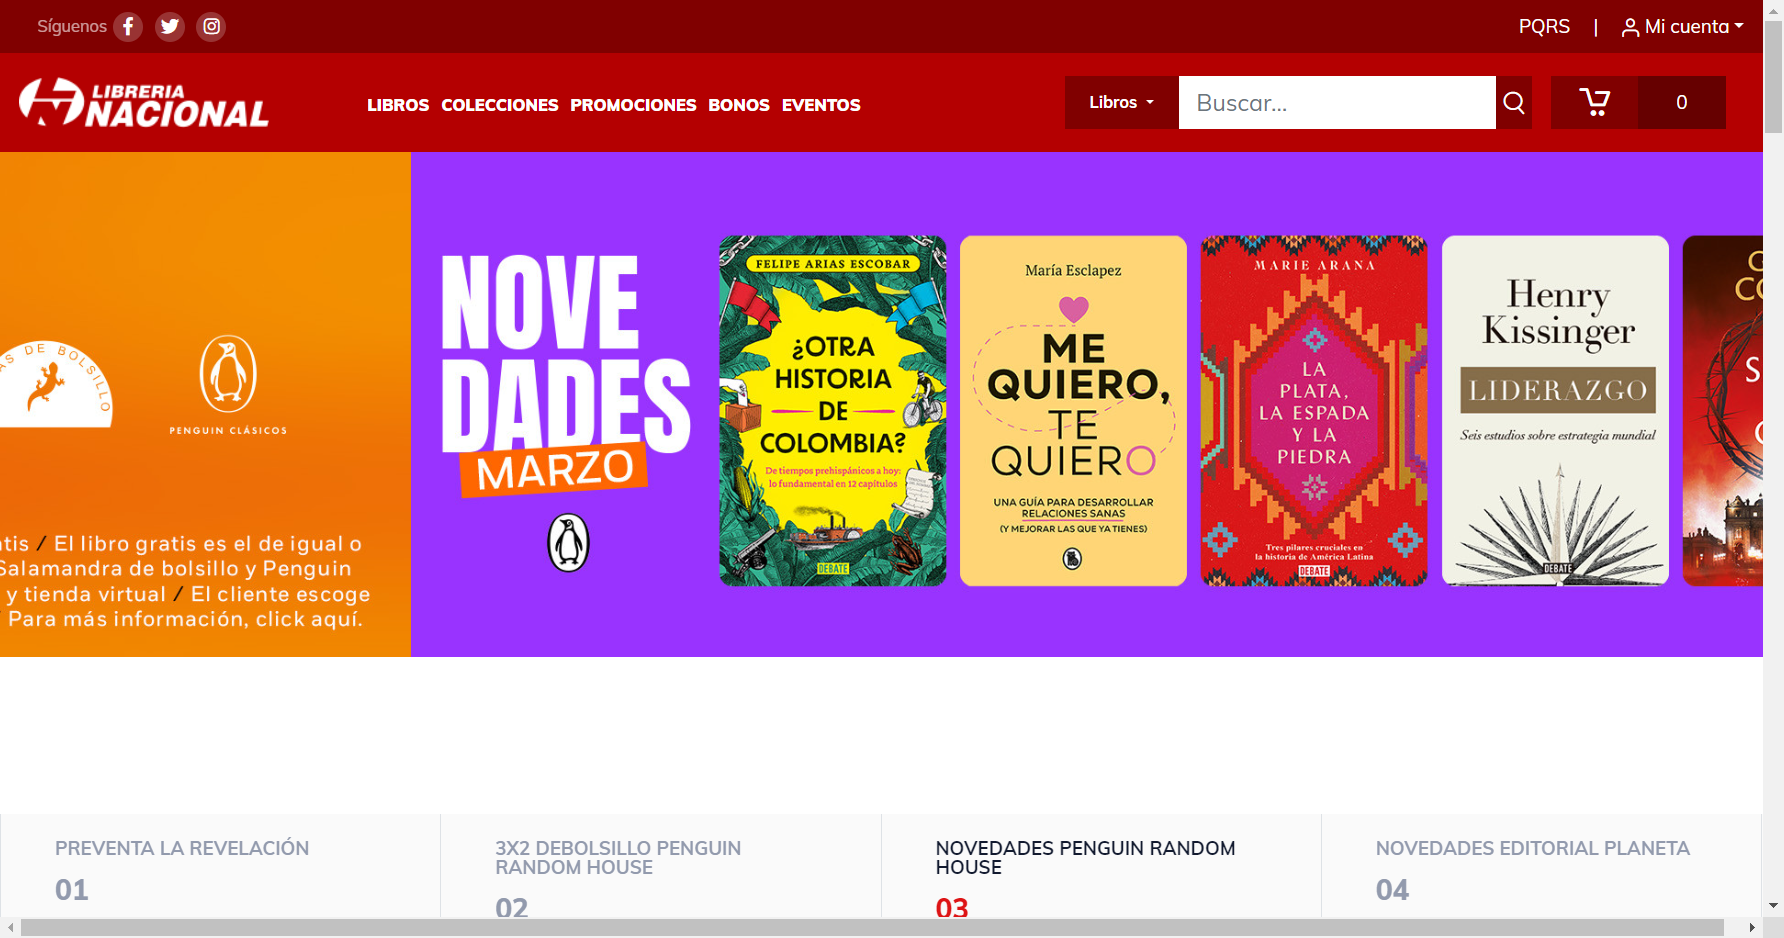 Síguenos
PQRS | Mi cuenta
LIBRERIA
NACIONAL
LIBROS COLECCIONES PROMOCIONES BONOS EVENTOS
Libros
Buscar...
0
DE BOLSILLO
PENGUIN CLÁSICOS
/ El libro gratis es el de igual o
Salamandra de bolsillo y Penguin
y tienda virtual / El cliente escoge
Para más información, click aquí.
NOVE
DADES
MARZO
FELIPE ARIAS ESCOBAR
¿OTRA
HISTORIA
DE
COLOMBIA?
De tiempos prehispánicos a hoy:
lo fundamental en 12 capítulos
DEBATE
María Esclapez
ME
QUIERO,
TE
QUIERO
UNA GUÍA PARA DESARROLLAR
RELACIONES SANAS
(Y MEJORAR LAS QUE YA TIENES)
MARIE ARANA
LA
PLATA,
LA ESPADA
Y LA
PIEDRA
Tres pilares cruciales en
la historia de América Latina
DEBATE
Henry
Kissinger
LIDERAZGO
Seis estudios sobre estrategia mundial
DEBATE
PREVENTA LA REVELACIÓN
01
3X2 DEBOLSILLO PENGUIN
RANDOM HOUSE
02
NOVEDADES PENGUIN RANDOM
HOUSE
03
NOVEDADES EDITORIAL PLANETA
04